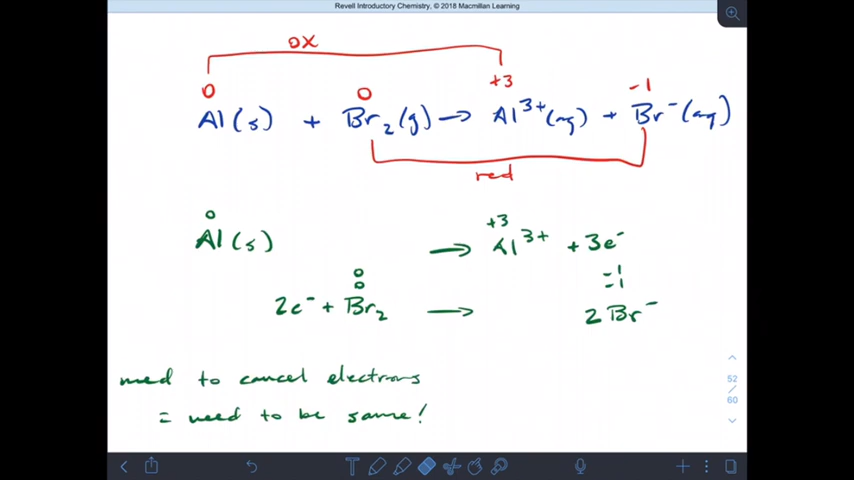 Revell Introductory Chemistry, © 2018 Macmillan Learning
ox
0 0 +3 -1
Al(s) + Br₂(g) → Al³⁺(aq) + Br⁻(aq)
red
0 +3
Al(s) → Al³⁺ + 3e⁻
0 -1
0 -1
2e⁻ + Br₂ → 2Br⁻
need to cancel electrons
= need to be same!
52
/
60
T